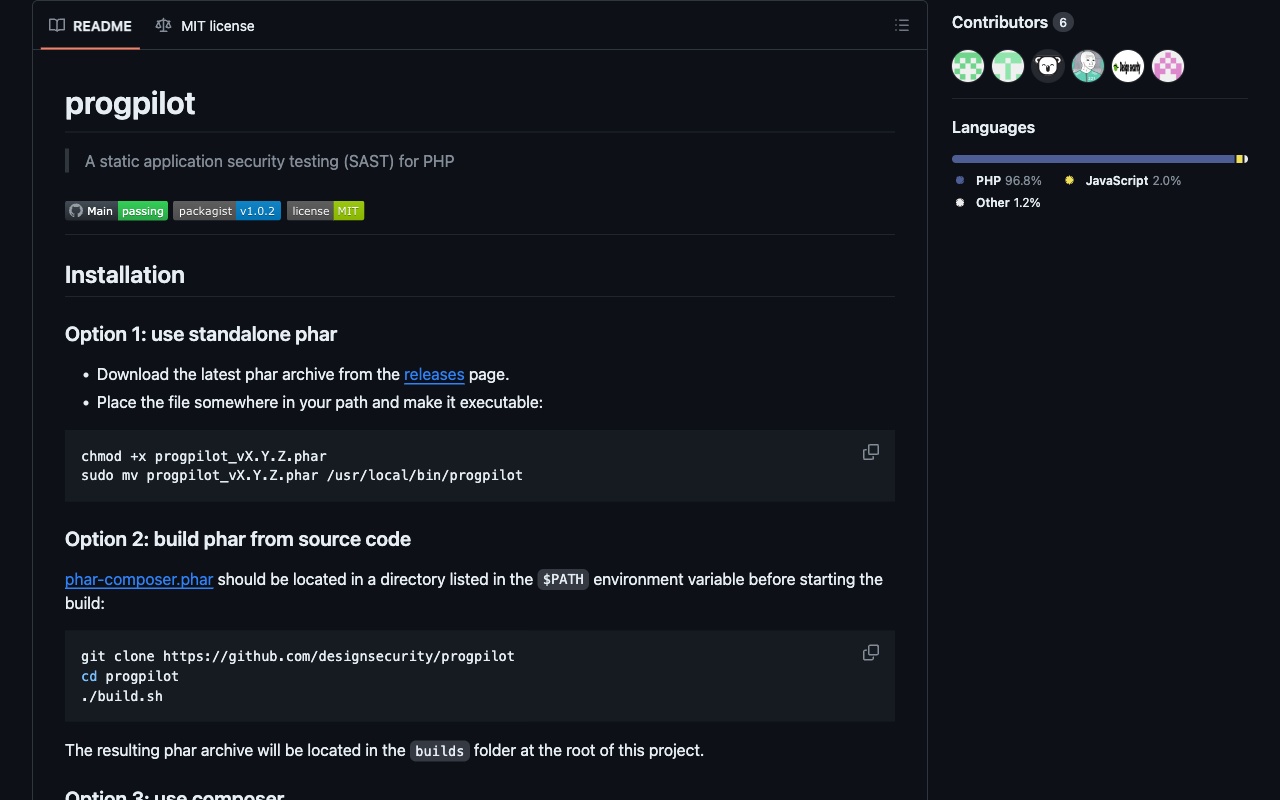 README
MIT license
progpilot
A static application security testing (SAST) for PHP
Main passing packagist v1.0.2 license MIT
Installation
Option 1: use standalone phar
• Download the latest phar archive from the releases page.
• Place the file somewhere in your path and make it executable:
chmod +x progpilot_vX.Y.Z.phar
sudo mv progpilot_vX.Y.Z.phar /usr/local/bin/progpilot
Option 2: build phar from source code
phar-composer.phar should be located in a directory listed in the $PATH environment variable before starting the
build:
git clone https://github.com/designsecurity/progpilot
cd progpilot
./build.sh
The resulting phar archive will be located in the builds folder at the root of this project.
Option 3: use composer
Contributors 6
Design security
Languages
PHP 96.8% JavaScript 2.0%
Other 1.2%